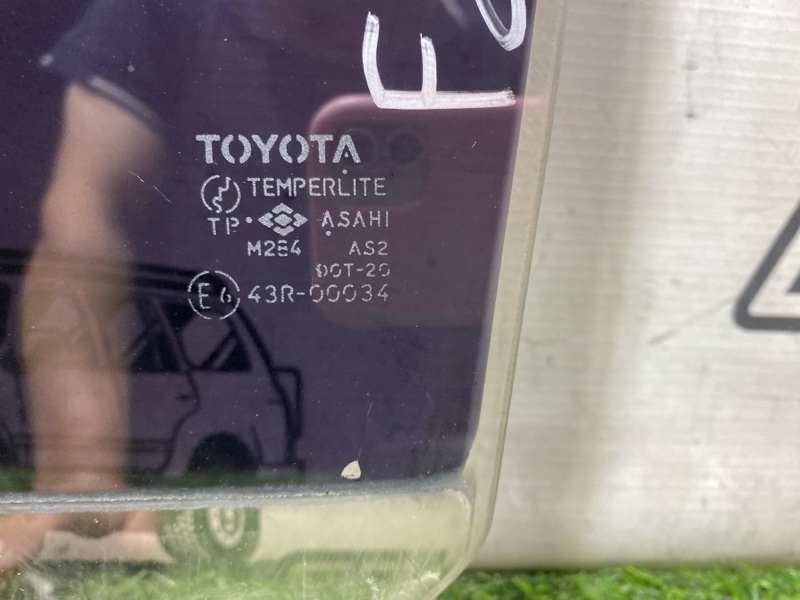 TOYOTA
TEMPERLITE
TP • ASAHI
M2E4 AS2
DOT-20
E6 43R-00034